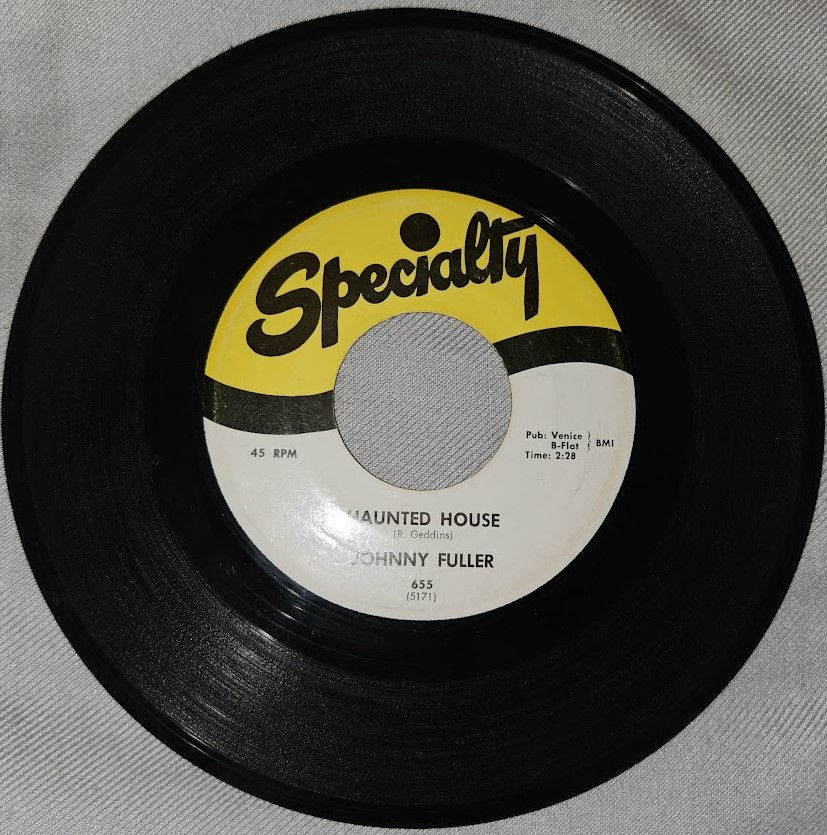 Specialty
45 RPM
Pub: Venice } BMI
B-Flat
Time: 2:28
HAUNTED HOUSE
(R. Geddins)
JOHNNY FULLER
655
(5171)